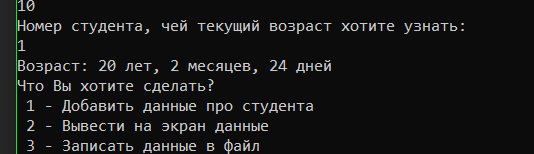 10
Номер студента, чей текущий возраст хотите узнать:
1
Возраст: 20 лет, 2 месяцев, 24 дней
Что Вы хотите сделать?
1 - Добавить данные про студента
2 - Вывести на экран данные
3 - Записать данные в файл